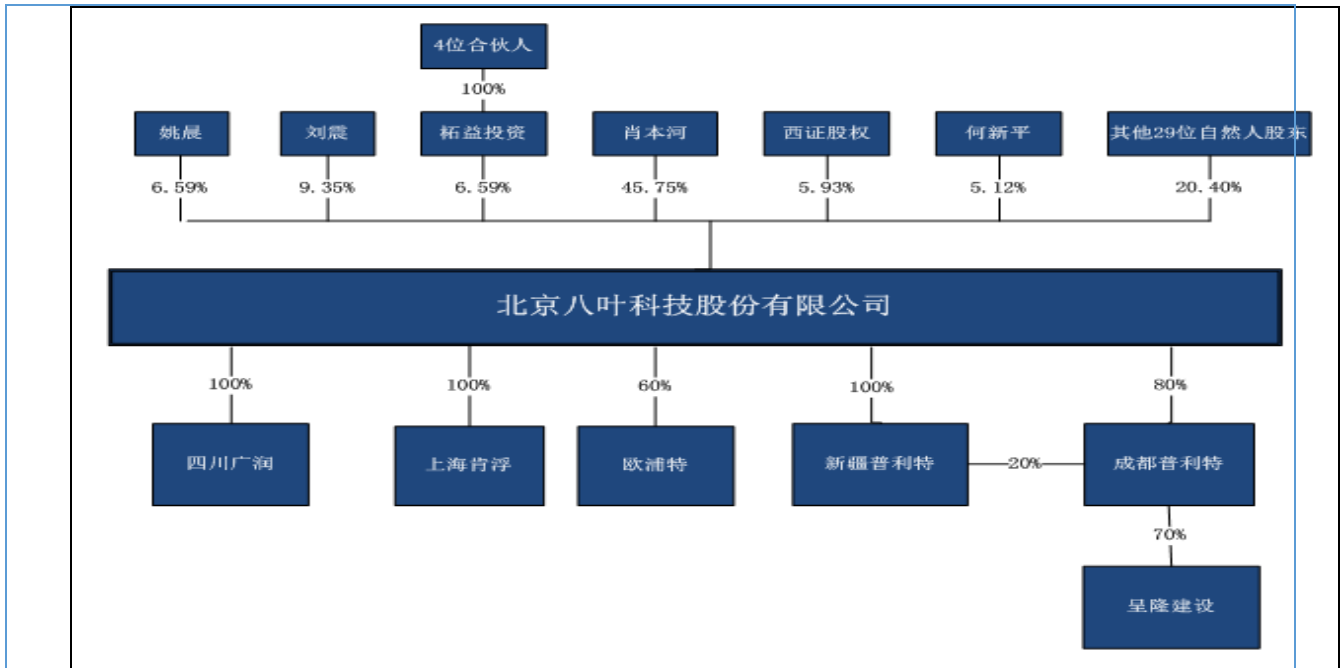 4位合伙人
100%
姚晨
刘震
柘益投资
肖本河
西证股权
何新平
其他29位自然人股东
6.59%
9.35%
6.59%
45.75%
5.93%
5.12%
20.40%
北京八叶科技股份有限公司
100%
100%
60%
100%
80%
四川广润
上海肯浮
欧浦特
新疆普利特
20%
成都普利特
70%
呈隆建设